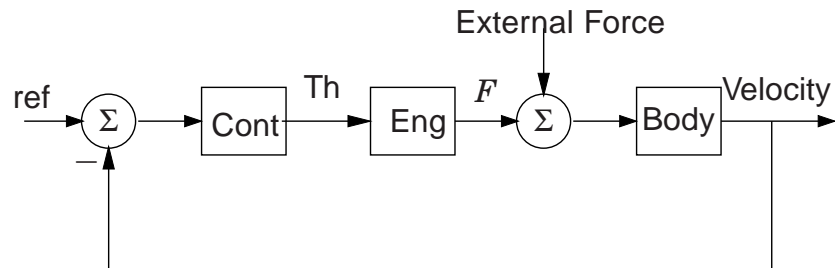 External Force
ref
Σ
Cont
Th
Eng
F
Σ
Body
Velocity
−